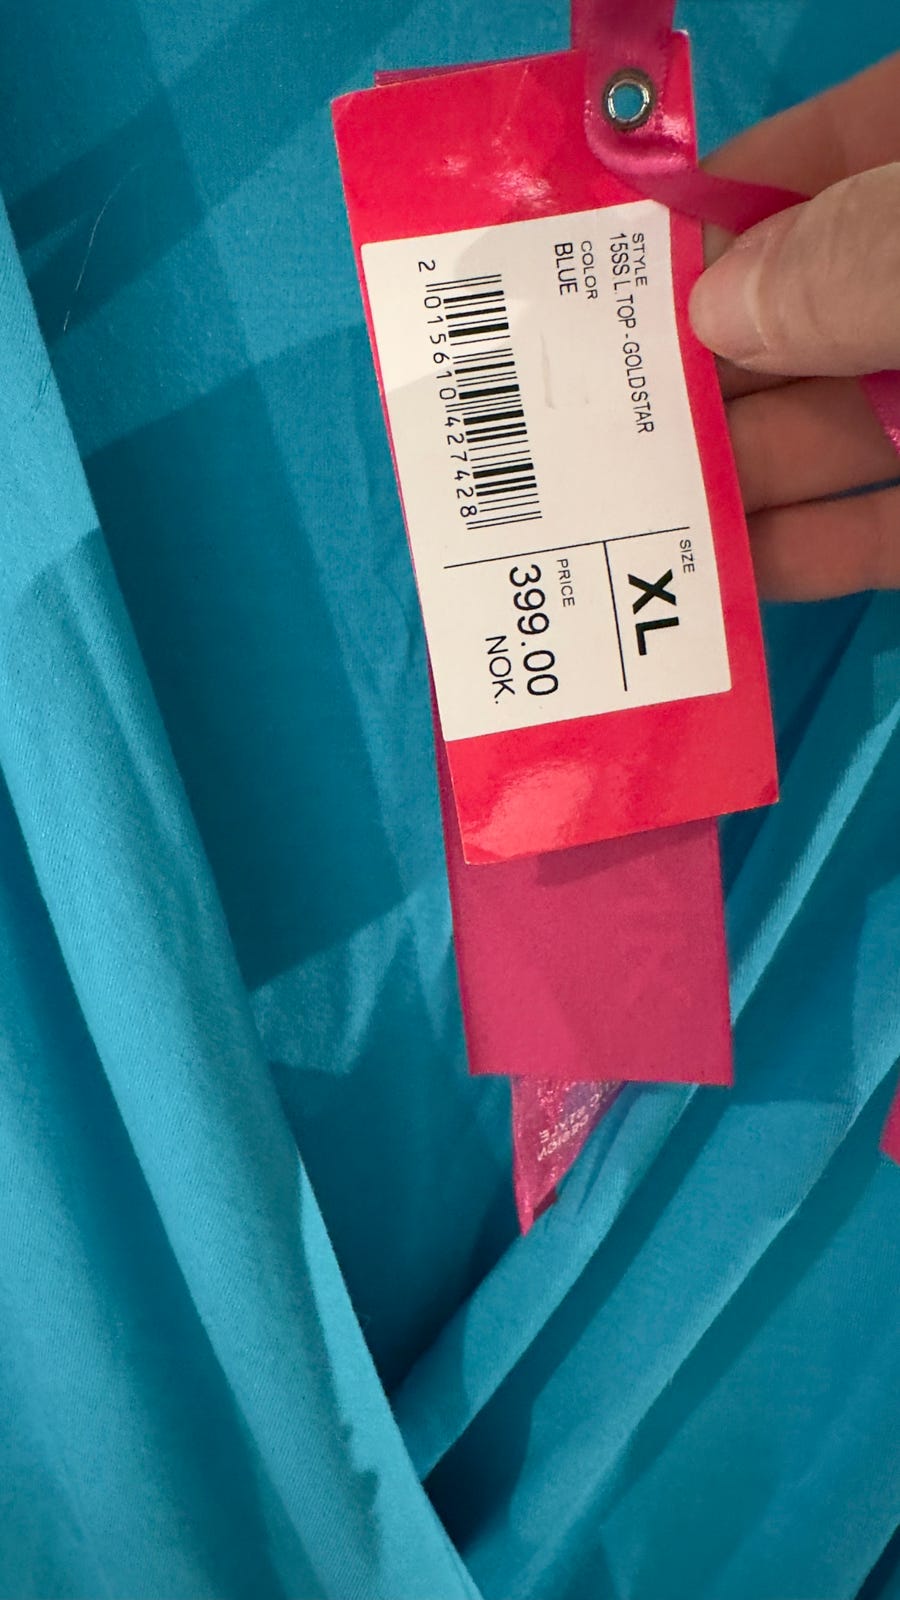 STYLE
15SS L.TOP - GOLDSTAR
COLOR
BLUE
2 015610 427428
SIZE
XL
PRICE
399.00
NOK.